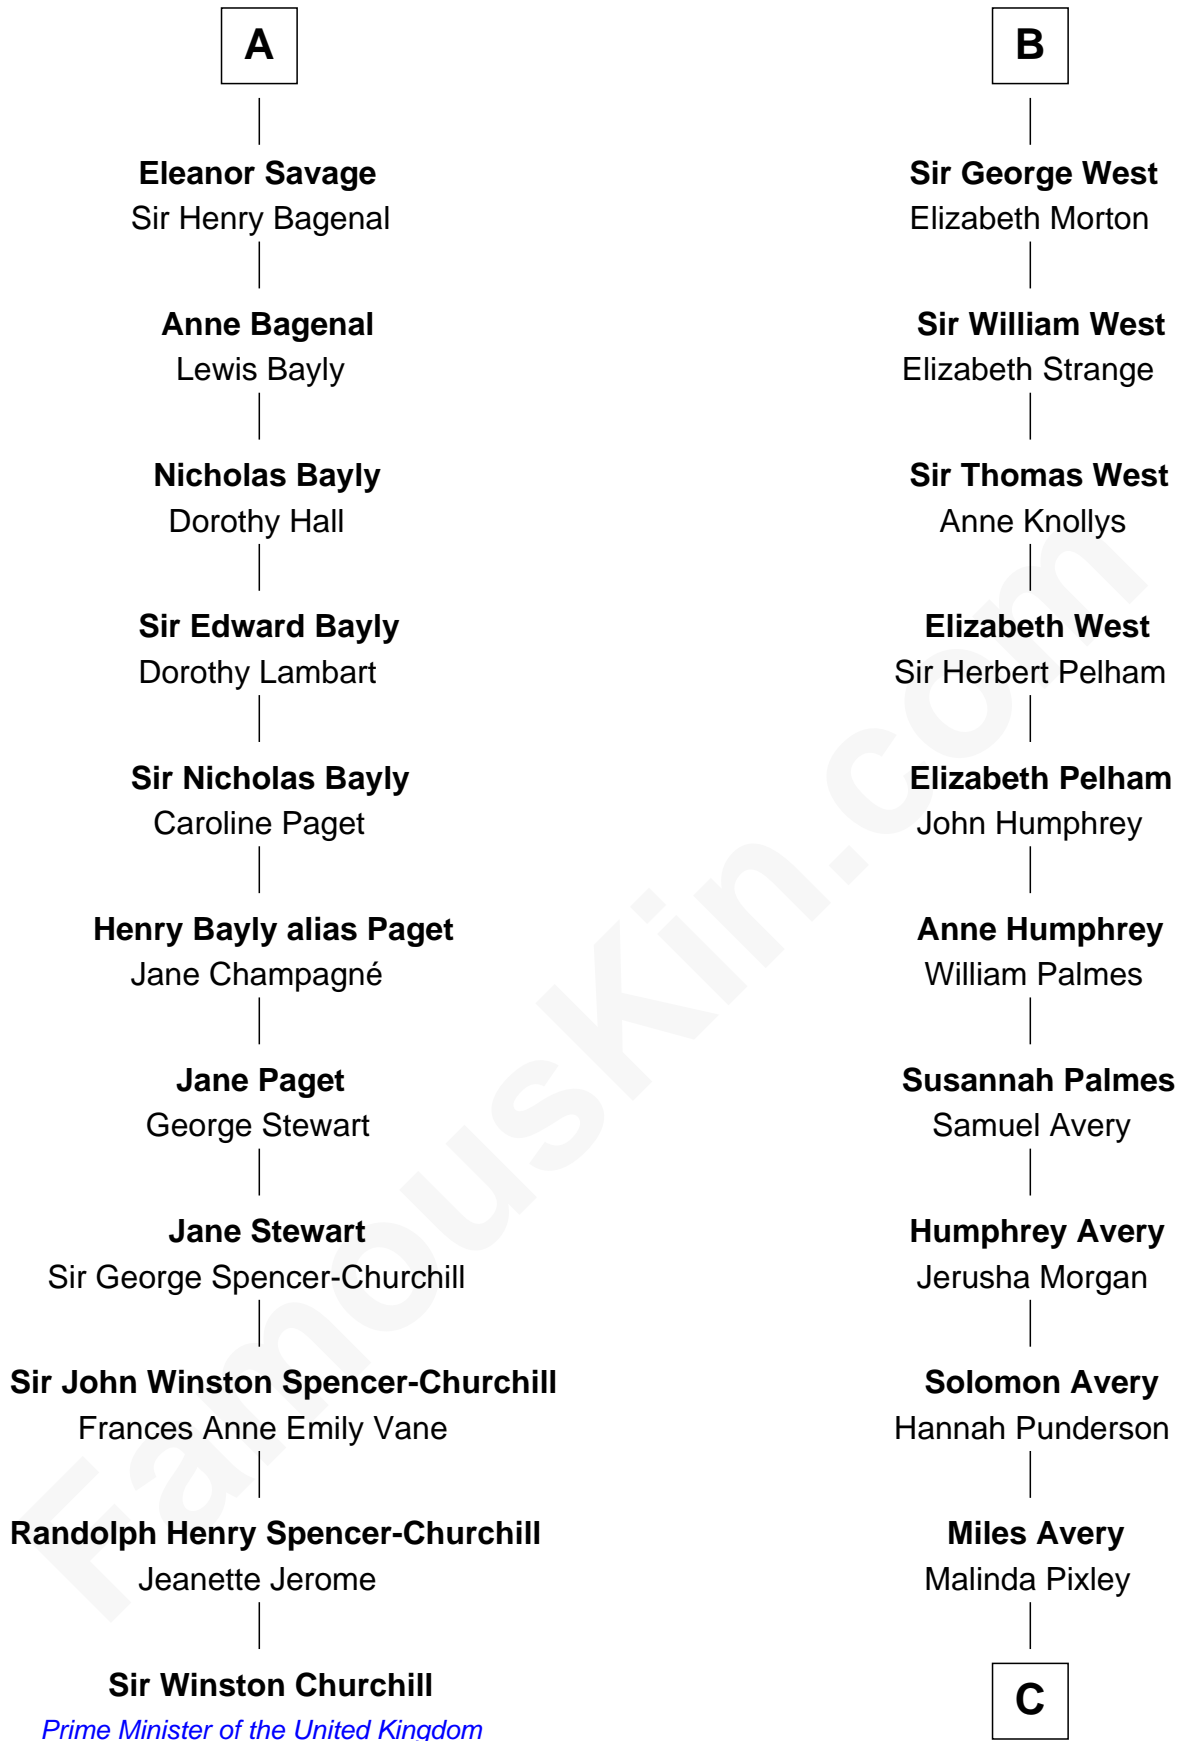 A
Eleanor Savage
Sir Henry Bagenal
Anne Bagenal
Lewis Bayly
Nicholas Bayly
Dorothy Hall
Sir Edward Bayly
Dorothy Lambart
Sir Nicholas Bayly
Caroline Paget
Henry Bayly alias Paget
Jane Champagné
Jane Paget
George Stewart
Jane Stewart
Sir George Spencer-Churchill
Sir John Winston Spencer-Churchill
Frances Anne Emily Vane
Randolph Henry Spencer-Churchill
Jeanette Jerome
Sir Winston Churchill
Prime Minister of the United Kingdom
B
Sir George West
Elizabeth Morton
Sir William West
Elizabeth Strange
Sir Thomas West
Anne Knollys
Elizabeth West
Sir Herbert Pelham
Elizabeth Pelham
John Humphrey
Anne Humphrey
William Palmes
Susannah Palmes
Samuel Avery
Humphrey Avery
Jerusha Morgan
Solomon Avery
Hannah Punderson
Miles Avery
Malinda Pixley
C
FamousKin.com